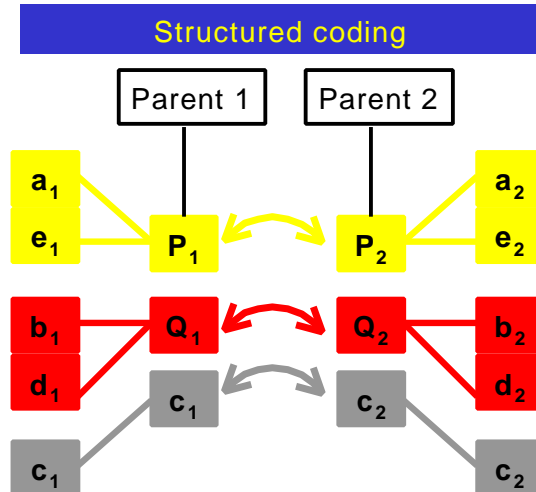 Structured coding
Parent 1 Parent 2
a₁ a₂
e₁ P₁ P₂ e₂
b₁ Q₁ Q₂ b₂
d₁ d₂
c₁ c₂
c₁ c₂